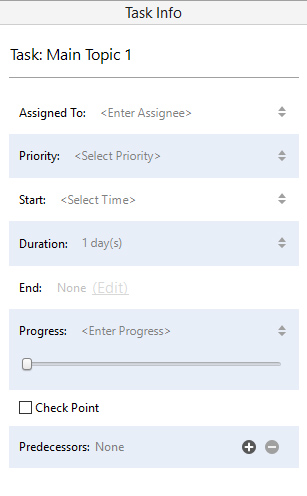 Task Info
Task: Main Topic 1
Assigned To: <Enter Assignee>
Priority: <Select Priority>
Start: <Select Time>
Duration: 1 day(s)
End: None (Edit)
Progress: <Enter Progress>
Check Point
Predecessors: None